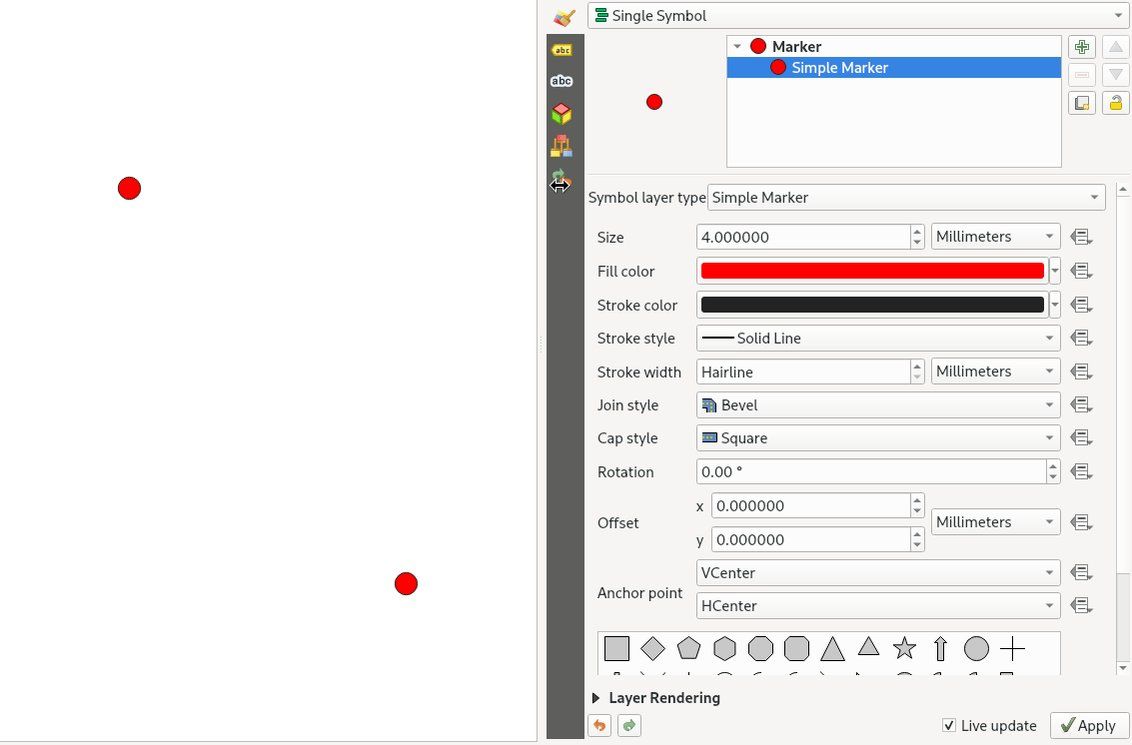 Single Symbol
abc
abc
Marker
Simple Marker
Symbol layer type Simple Marker
Size 4.000000 Millimeters
Fill color
Stroke color
Stroke style Solid Line
Stroke width Hairline Millimeters
Join style Bevel
Cap style Square
Rotation 0.00 °
x 0.000000
Offset Millimeters
y 0.000000
VCenter
Anchor point
HCenter
Layer Rendering
Live update Apply